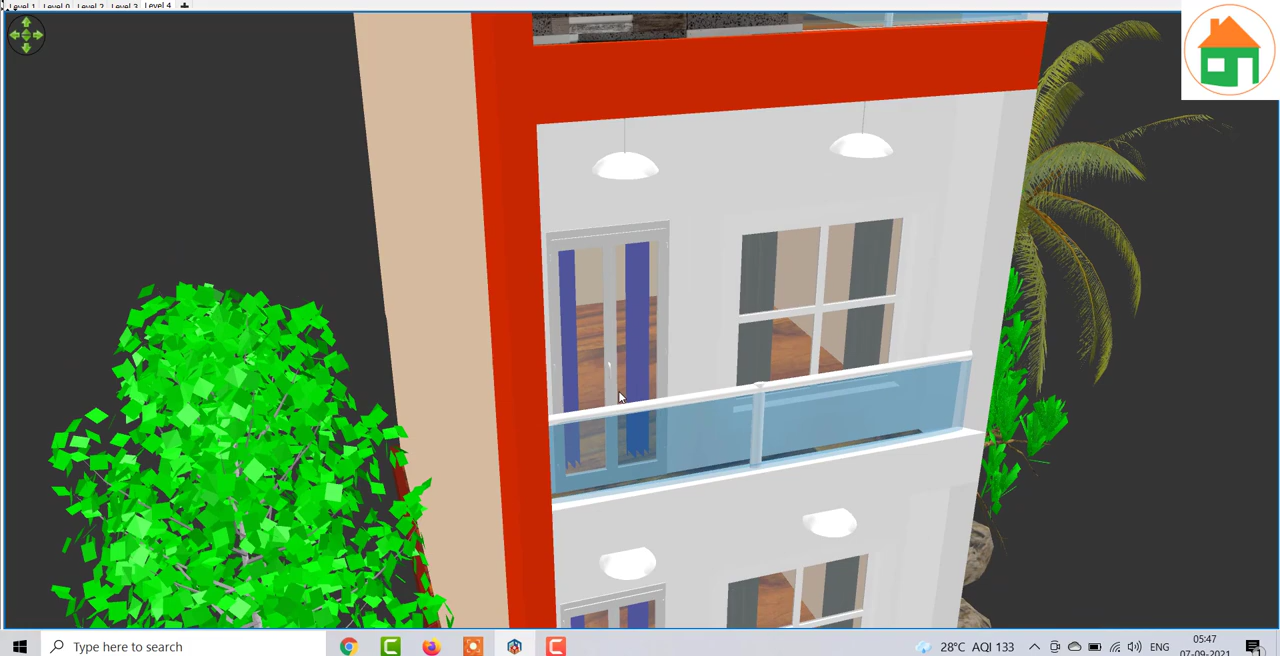 Level 1 Level 0 Level 2 Level 3 Level 4
Type here to search
28°C AQI 133
ENG
05:47
07-09-2021
1